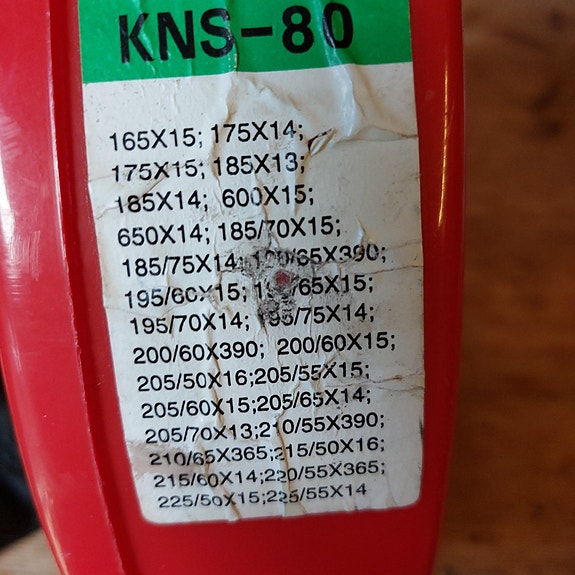 KNS-80
165X15; 175X14;
175X15; 185X13;
185X14; 600X15;
650X14; 185/70X15;
185/75X14;
195/60X15;
195/70X14;
200/60X390; 200/60X15;
205/50X16;205/55X15;
205/60X15;205/65X14;
205/70X13;210/55X390;
210/65X365;215/50X16;
215/60X14;220/55X365;
225/50X15;225/55X14